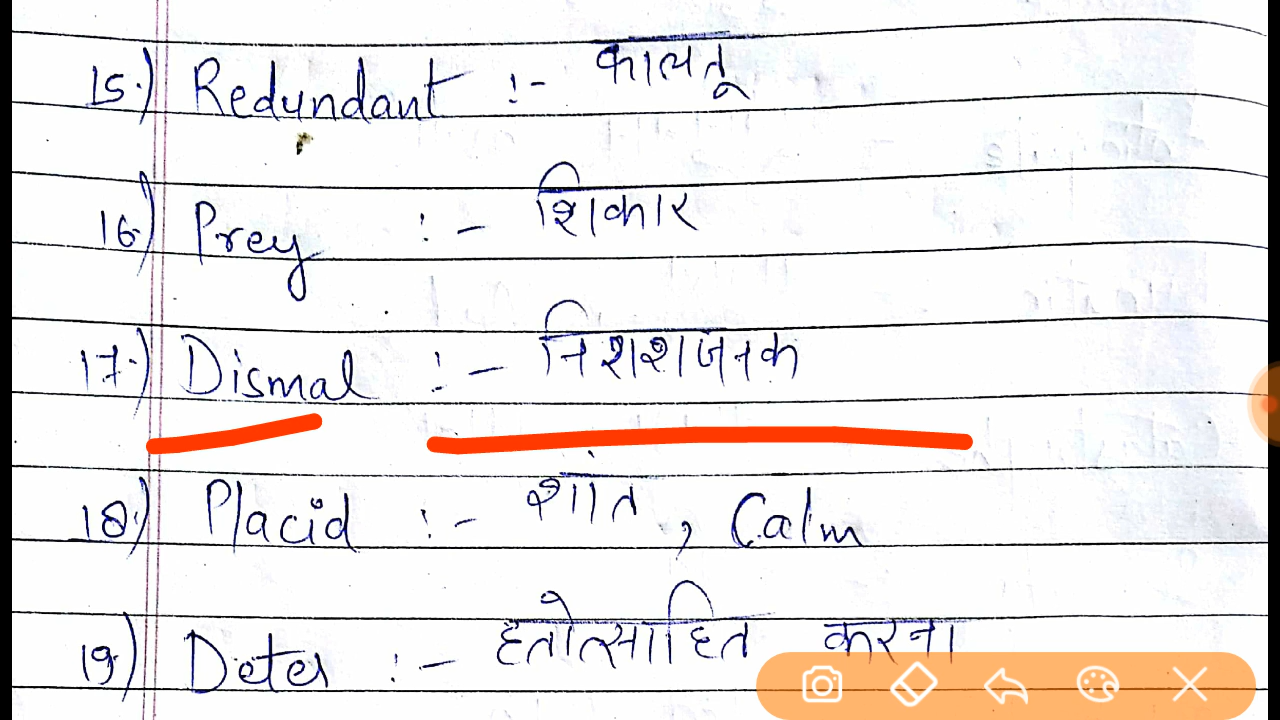 15.) Redundant :- फालतू
16.) Prey :- शिकार
17.) Dismal :- निराशाजनक
18.) Placid :- शांत, Calm
19.) Deter :- हतोत्साहित करना